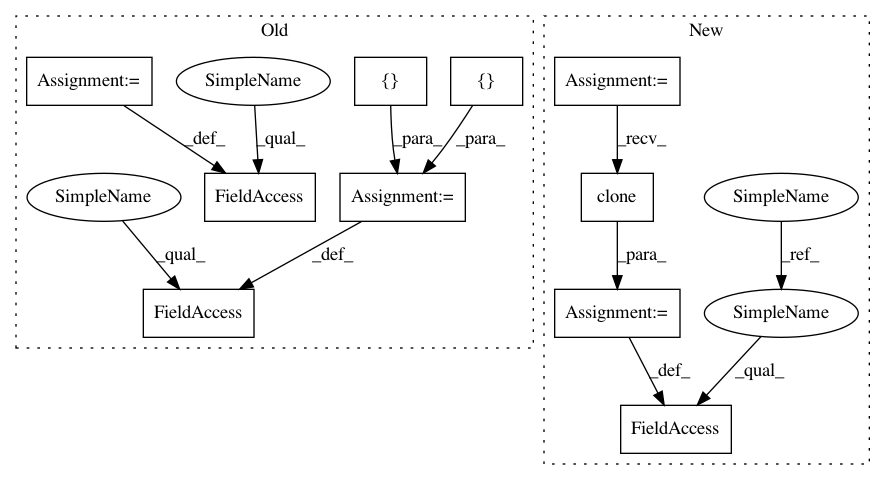 Old
New
Assignment:=
SimpleName
{}
{}
Assignment:=
_def_
_qual_
_para_
_para_
_recv_
SimpleName
FieldAccess
Assignment:=
clone
SimpleName
_qual_
_def_
_para_
_ref_
FieldAccess
Assignment:=
SimpleName
_def_
_qual_
FieldAccess